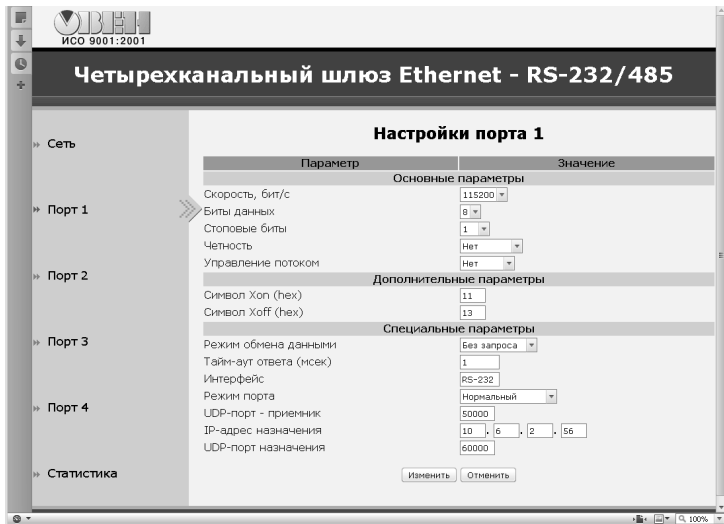 ОВЕН
ИСО 9001:2001
Четырехканальный шлюз Ethernet - RS-232/485
Сеть
Порт 1
Порт 2
Порт 3
Порт 4
Статистика
Настройки порта 1
Параметр Значение
Основные параметры
Скорость, бит/с 115200
Биты данных 8
Стоповые биты 1
Четность Нет
Управление потоком Нет
Дополнительные параметры
Символ Xon (hex) 11
Символ Xoff (hex) 13
Специальные параметры
Режим обмена данными Без запроса
Тайм-аут ответа (мсек) 1
Интерфейс RS-232
Режим порта Нормальный
UDP-порт - приемник 50000
IP-адрес назначения 10 . 6 . 2 . 56
UDP-порт назначения 60000
Изменить Отменить
100%